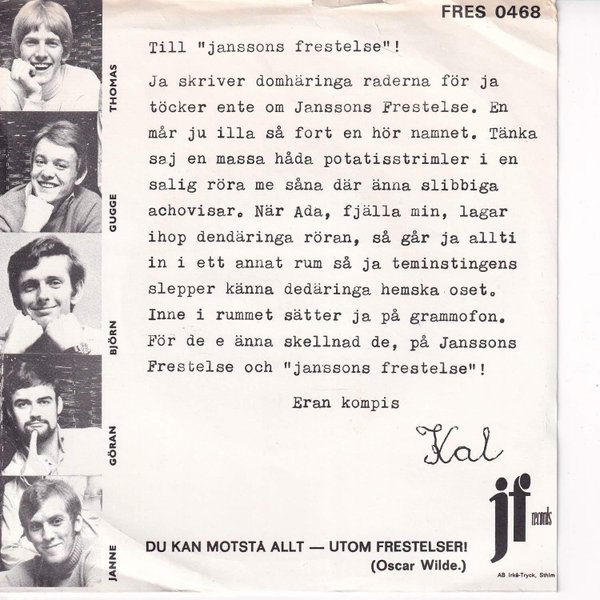 FRES 0468
Till "janssons frestelse"!
Ja skriver domhäringa raderna för ja
töcker ente om Janssons Frestelse. En
mår ju illa så fort en hör namnet. Tänka
saj en massa håda potatisstrimler i en
salig röra me såna där änna slibbiga
achovisar. När Ada, fjälla min, lagar
ihop dendäringa röran, så går ja allti
in i ett annat rum så ja teminstingens
slepper känna dedäringa hemska oset.
Inne i rummet sätter ja på grammofon.
För de e änna skellnad de, på Janssons
Frestelse och "janssons frestelse"!
Eran kompis
Kal
THOMAS
GUGGE
BJÖRN
GÖRAN
JANNE
jf records
DU KAN MOTSTÅ ALLT — UTOM FRESTELSER!
(Oscar Wilde.)
AB Irkå-Tryck, Sthlm